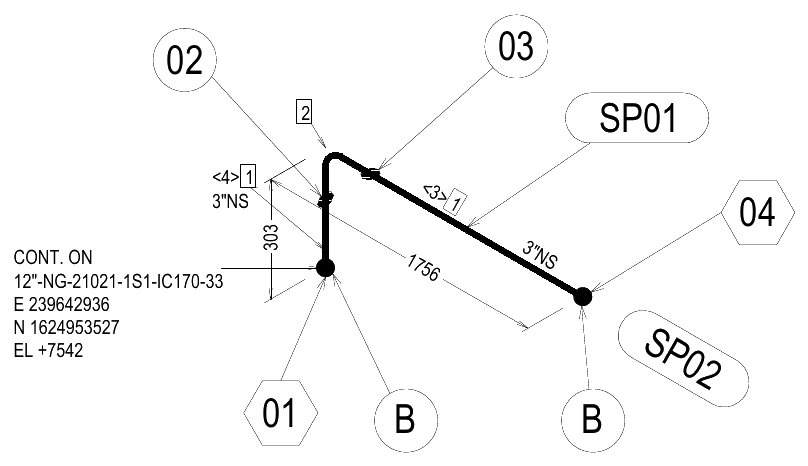 02
03
2
SP01
<4> 1
3"NS
<3> 1
04
303
3"NS
1756
CONT. ON
12"-NG-21021-1S1-IC170-33
E 239642936
N 1624953527
EL +7542
SP02
01
B
B